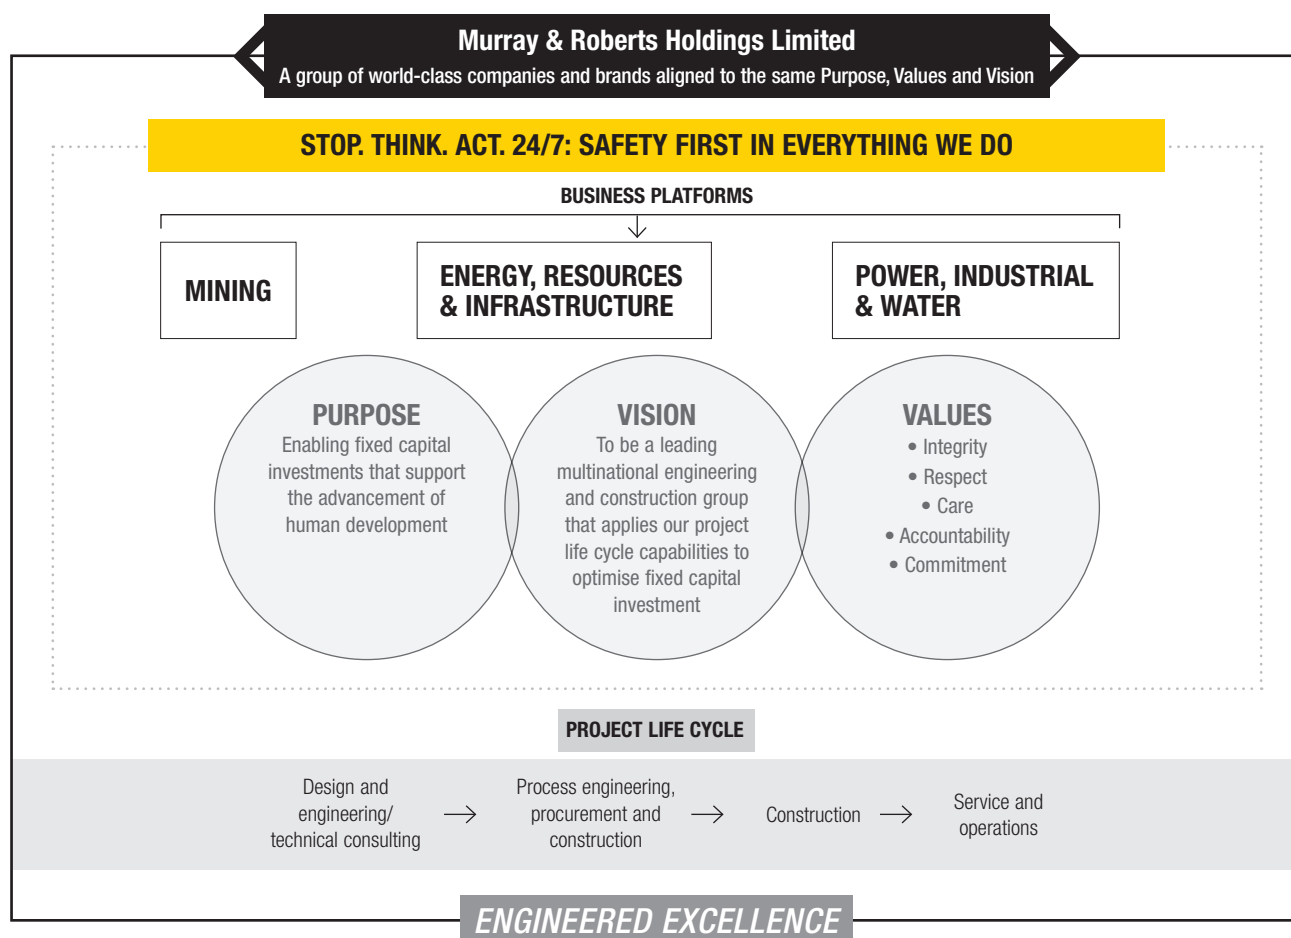 Murray & Roberts Holdings Limited
A group of world-class companies and brands aligned to the same Purpose, Values and Vision
STOP. THINK. ACT. 24/7: SAFETY FIRST IN EVERYTHING WE DO
BUSINESS PLATFORMS
MINING
ENERGY, RESOURCES
& INFRASTRUCTURE
POWER, INDUSTRIAL
& WATER
PURPOSE
Enabling fixed capital
investments that support
the advancement of
human development
VISION
To be a leading
multinational engineering
and construction group
that applies our project
life cycle capabilities to
optimise fixed capital
investment
VALUES
• Integrity
• Respect
• Care
• Accountability
• Commitment
PROJECT LIFE CYCLE
Design and
engineering/
technical consulting
Process engineering,
procurement and
construction
Construction
Service and
operations
ENGINEERED EXCELLENCE